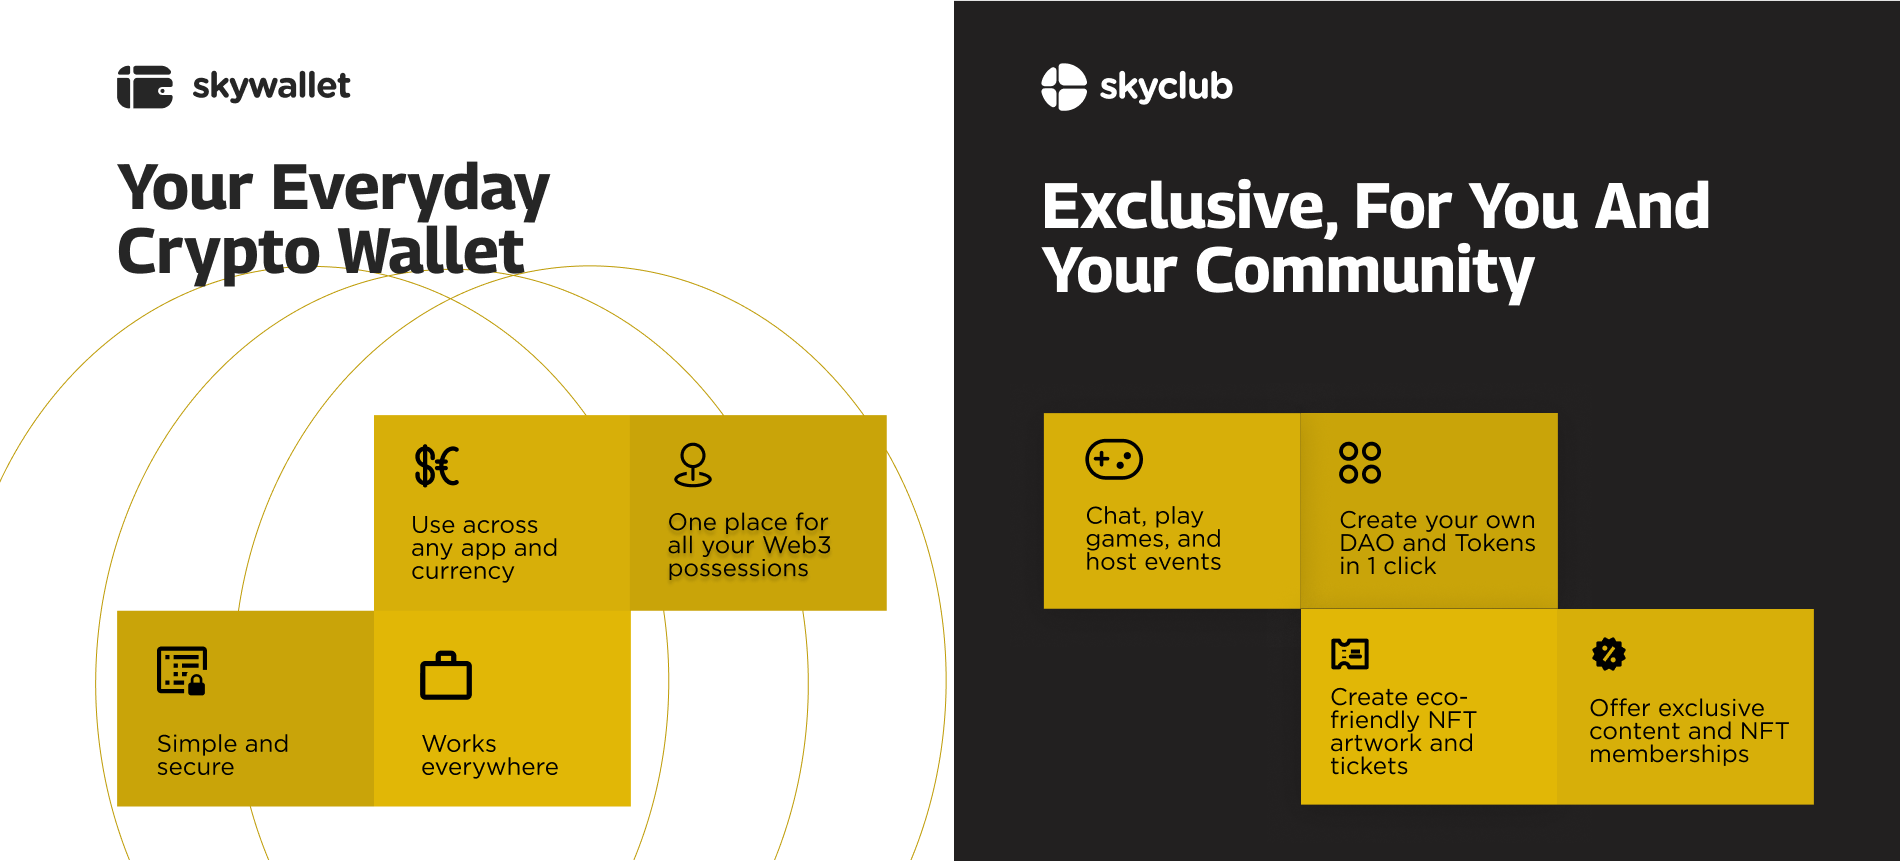 skywallet
Your Everyday
Crypto Wallet
$€
Use across
any app and
currency
One place for
all your Web3
possessions
Simple and
secure
Works
everywhere
skyclub
Exclusive, For You And
Your Community
Chat, play
games, and
host events
Create your own
DAO and Tokens
in 1 click
Create eco-
friendly NFT
artwork and
tickets
Offer exclusive
content and NFT
memberships